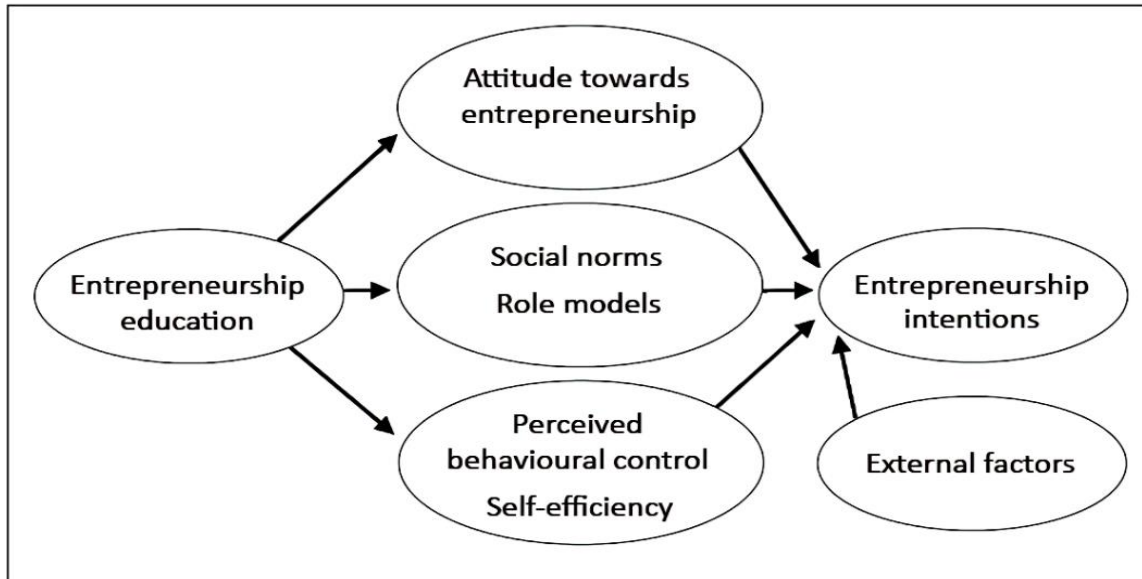 Attitude towards
entrepreneurship
Entrepreneurship
education
Social norms
Role models
Entrepreneurship
intentions
Perceived
behavioural control
Self-efficiency
External factors